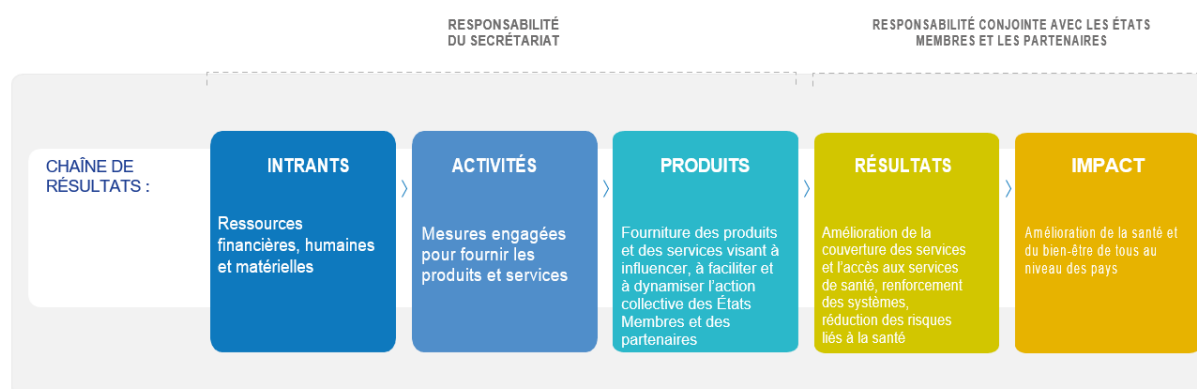 RESPONSABILITÉ
DU SECRÉTARIAT
RESPONSABILITÉ CONJOINTE AVEC LES ÉTATS
MEMBRES ET LES PARTENAIRES
CHAÎNE DE
RÉSULTATS :
INTRANTS
Ressources
financières, humaines
et matérielles
ACTIVITÉS
Mesures engagées
pour fournir les
produits et services
PRODUITS
Fourniture des produits
et des services visant à
influencer, à faciliter et
à dynamiser l’action
collective des États
Membres et des
partenaires
RÉSULTATS
Amélioration de la
couverture des services
et l’accès aux services
de santé, renforcement
des systèmes,
réduction des risques
liés à la santé
IMPACT
Amélioration de la santé et
du bien-être de tous au
niveau des pays